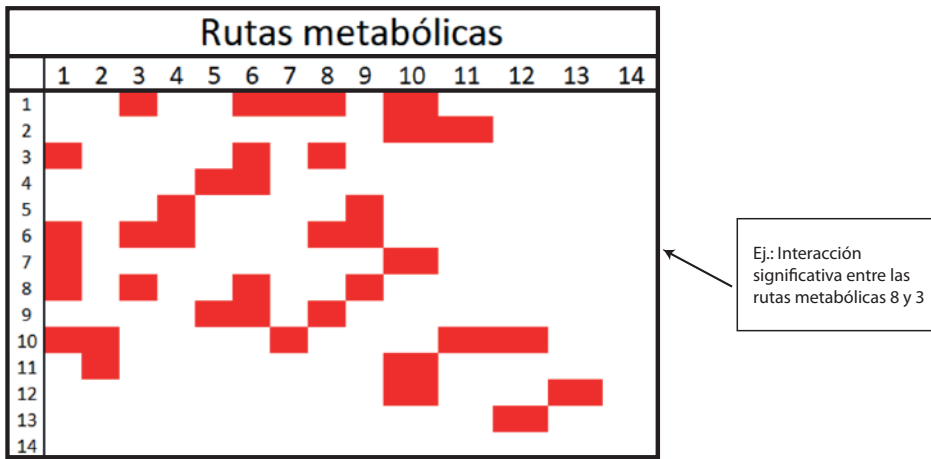 Rutas metabólicas
1 2 3 4 5 6 7 8 9 10 11 12 13 14
1
2
3
4
5
6
7
8
9
10
11
12
13
14
Ej.: Interacción
significativa entre las
rutas metabólicas 8 y 3